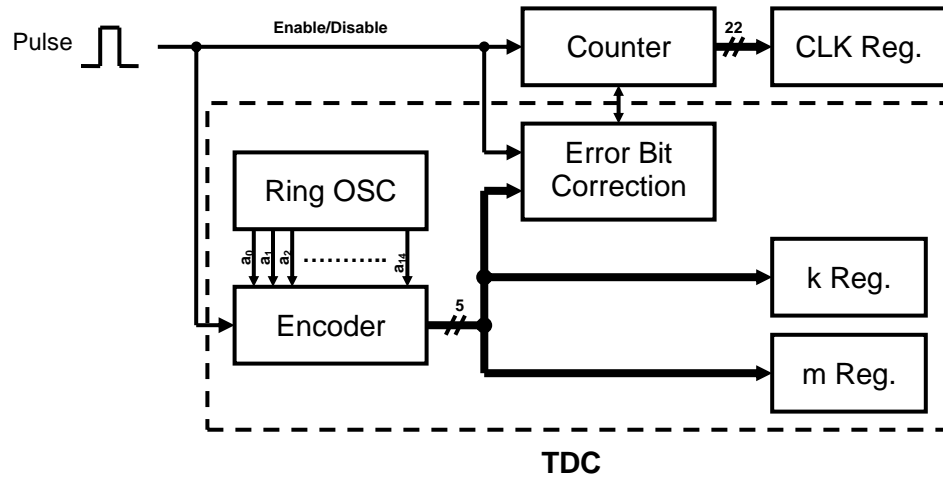 Enable/Disable
Pulse
Counter
22
CLK Reg.
Error Bit
Correction
Ring OSC
a0
a1
a2
a14
Encoder
5
k Reg.
m Reg.
TDC